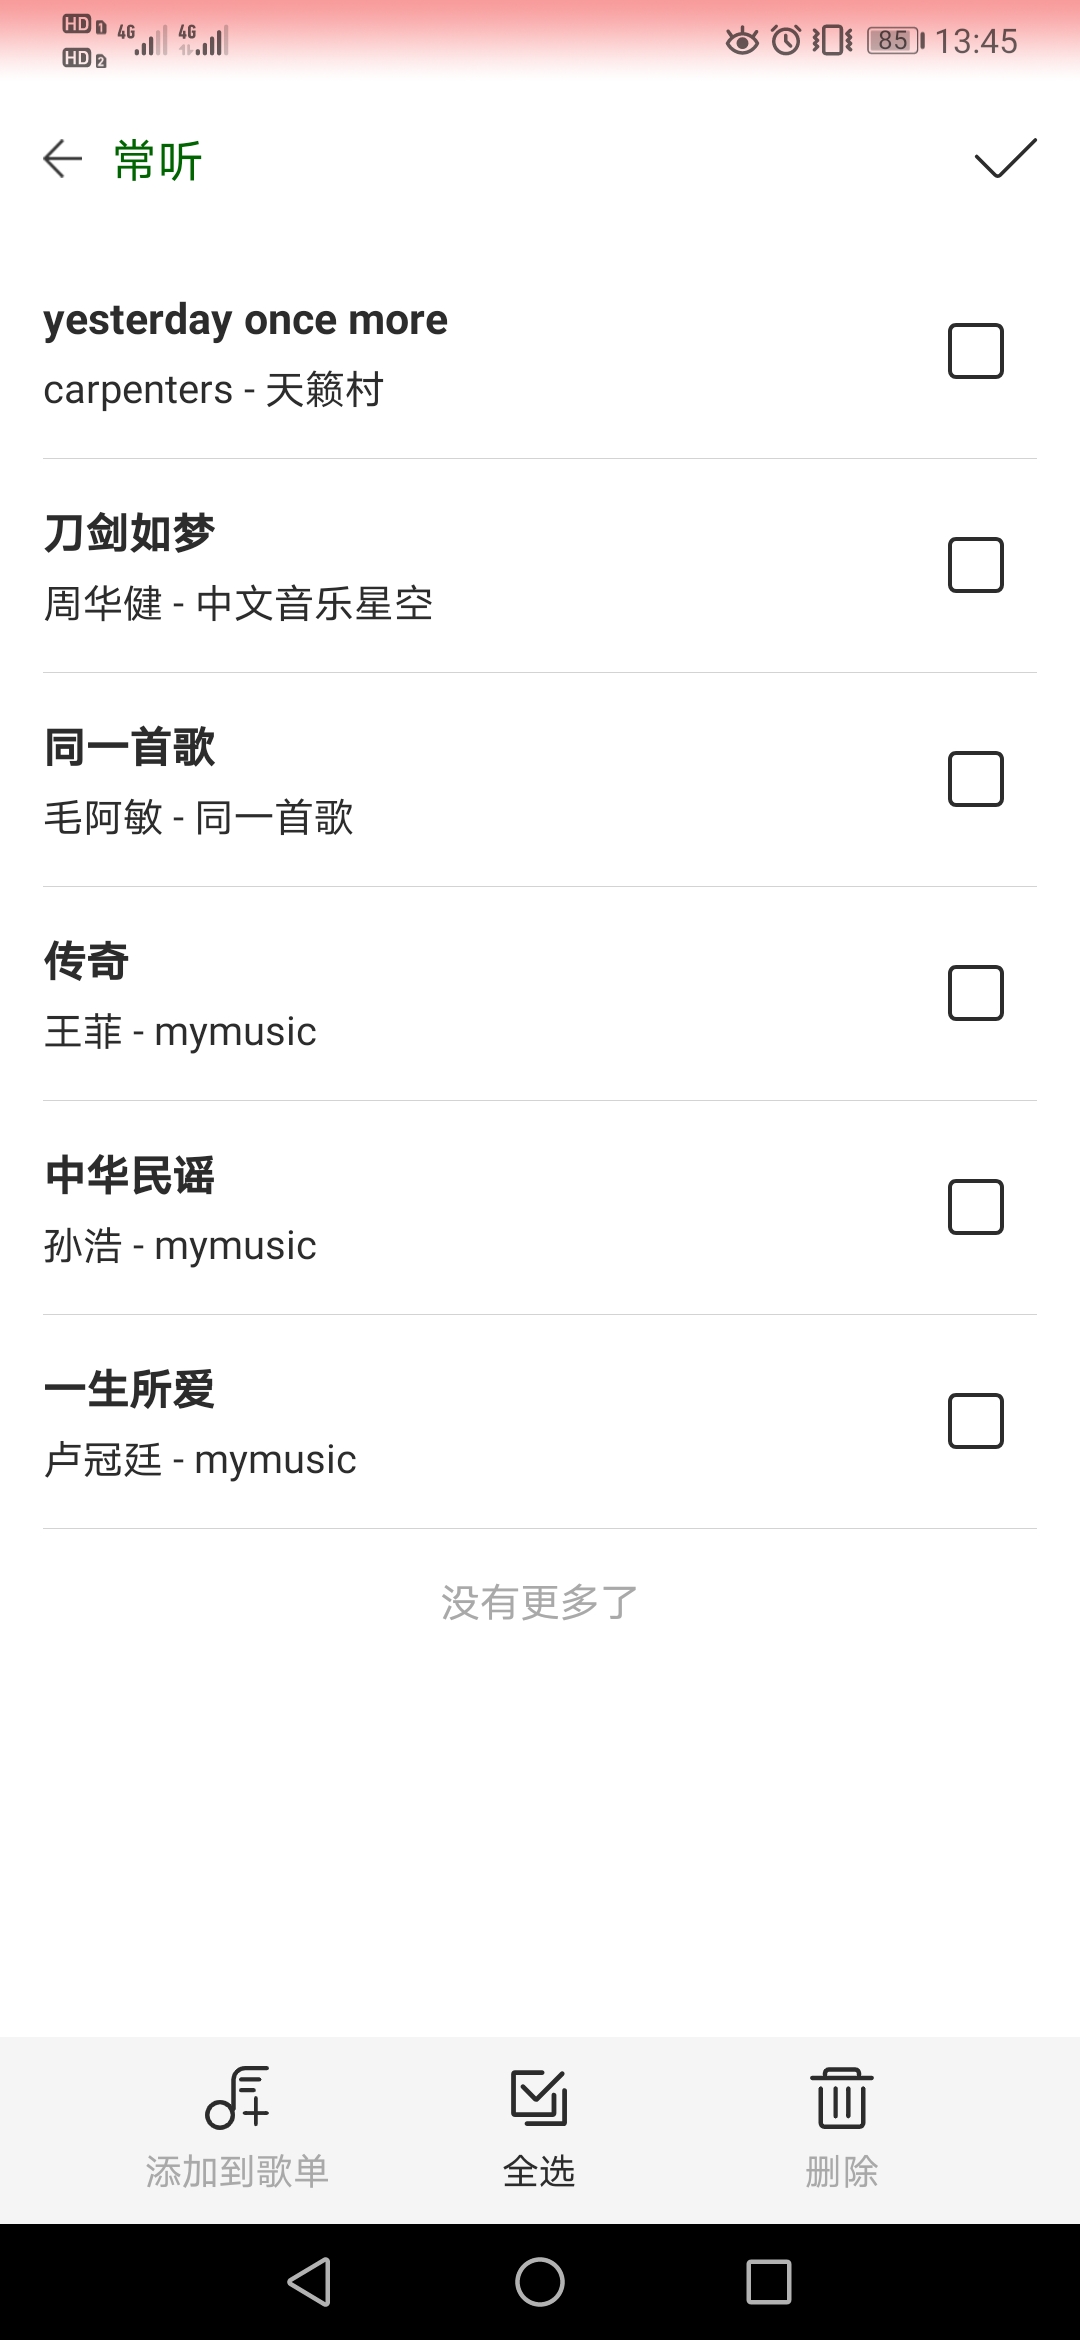 HD 1 4G 4G 85 13:45
HD 2
常听
yesterday once more
carpenters - 天籁村
刀剑如梦
周华健 - 中文音乐星空
同一首歌
毛阿敏 - 同一首歌
传奇
王菲 - mymusic
中华民谣
孙浩 - mymusic
一生所爱
卢冠廷 - mymusic
没有更多了
添加到歌单 全选 删除